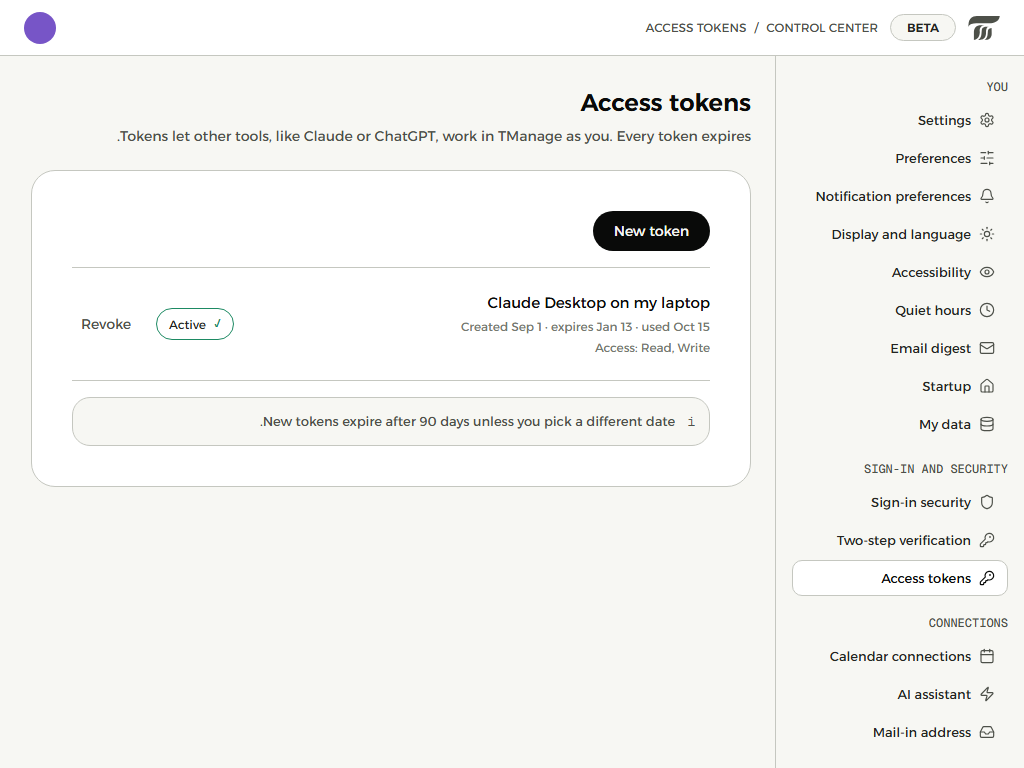 BETA
CONTROL CENTER / ACCESS TOKENS
YOU
Settings
Preferences
Notification preferences
Display and language
Accessibility
Quiet hours
Email digest
Startup
My data
SIGN-IN AND SECURITY
Sign-in security
Two-step verification
Access tokens
CONNECTIONS
Calendar connections
AI assistant
Mail-in address
Access tokens
Tokens let other tools, like Claude or ChatGPT, work in TManage as you. Every token expires.
New token
Claude Desktop on my laptop
Created Sep 1 · expires Jan 13 · used Oct 15
Access: Read, Write
Active ✓
Revoke
i New tokens expire after 90 days unless you pick a different date.